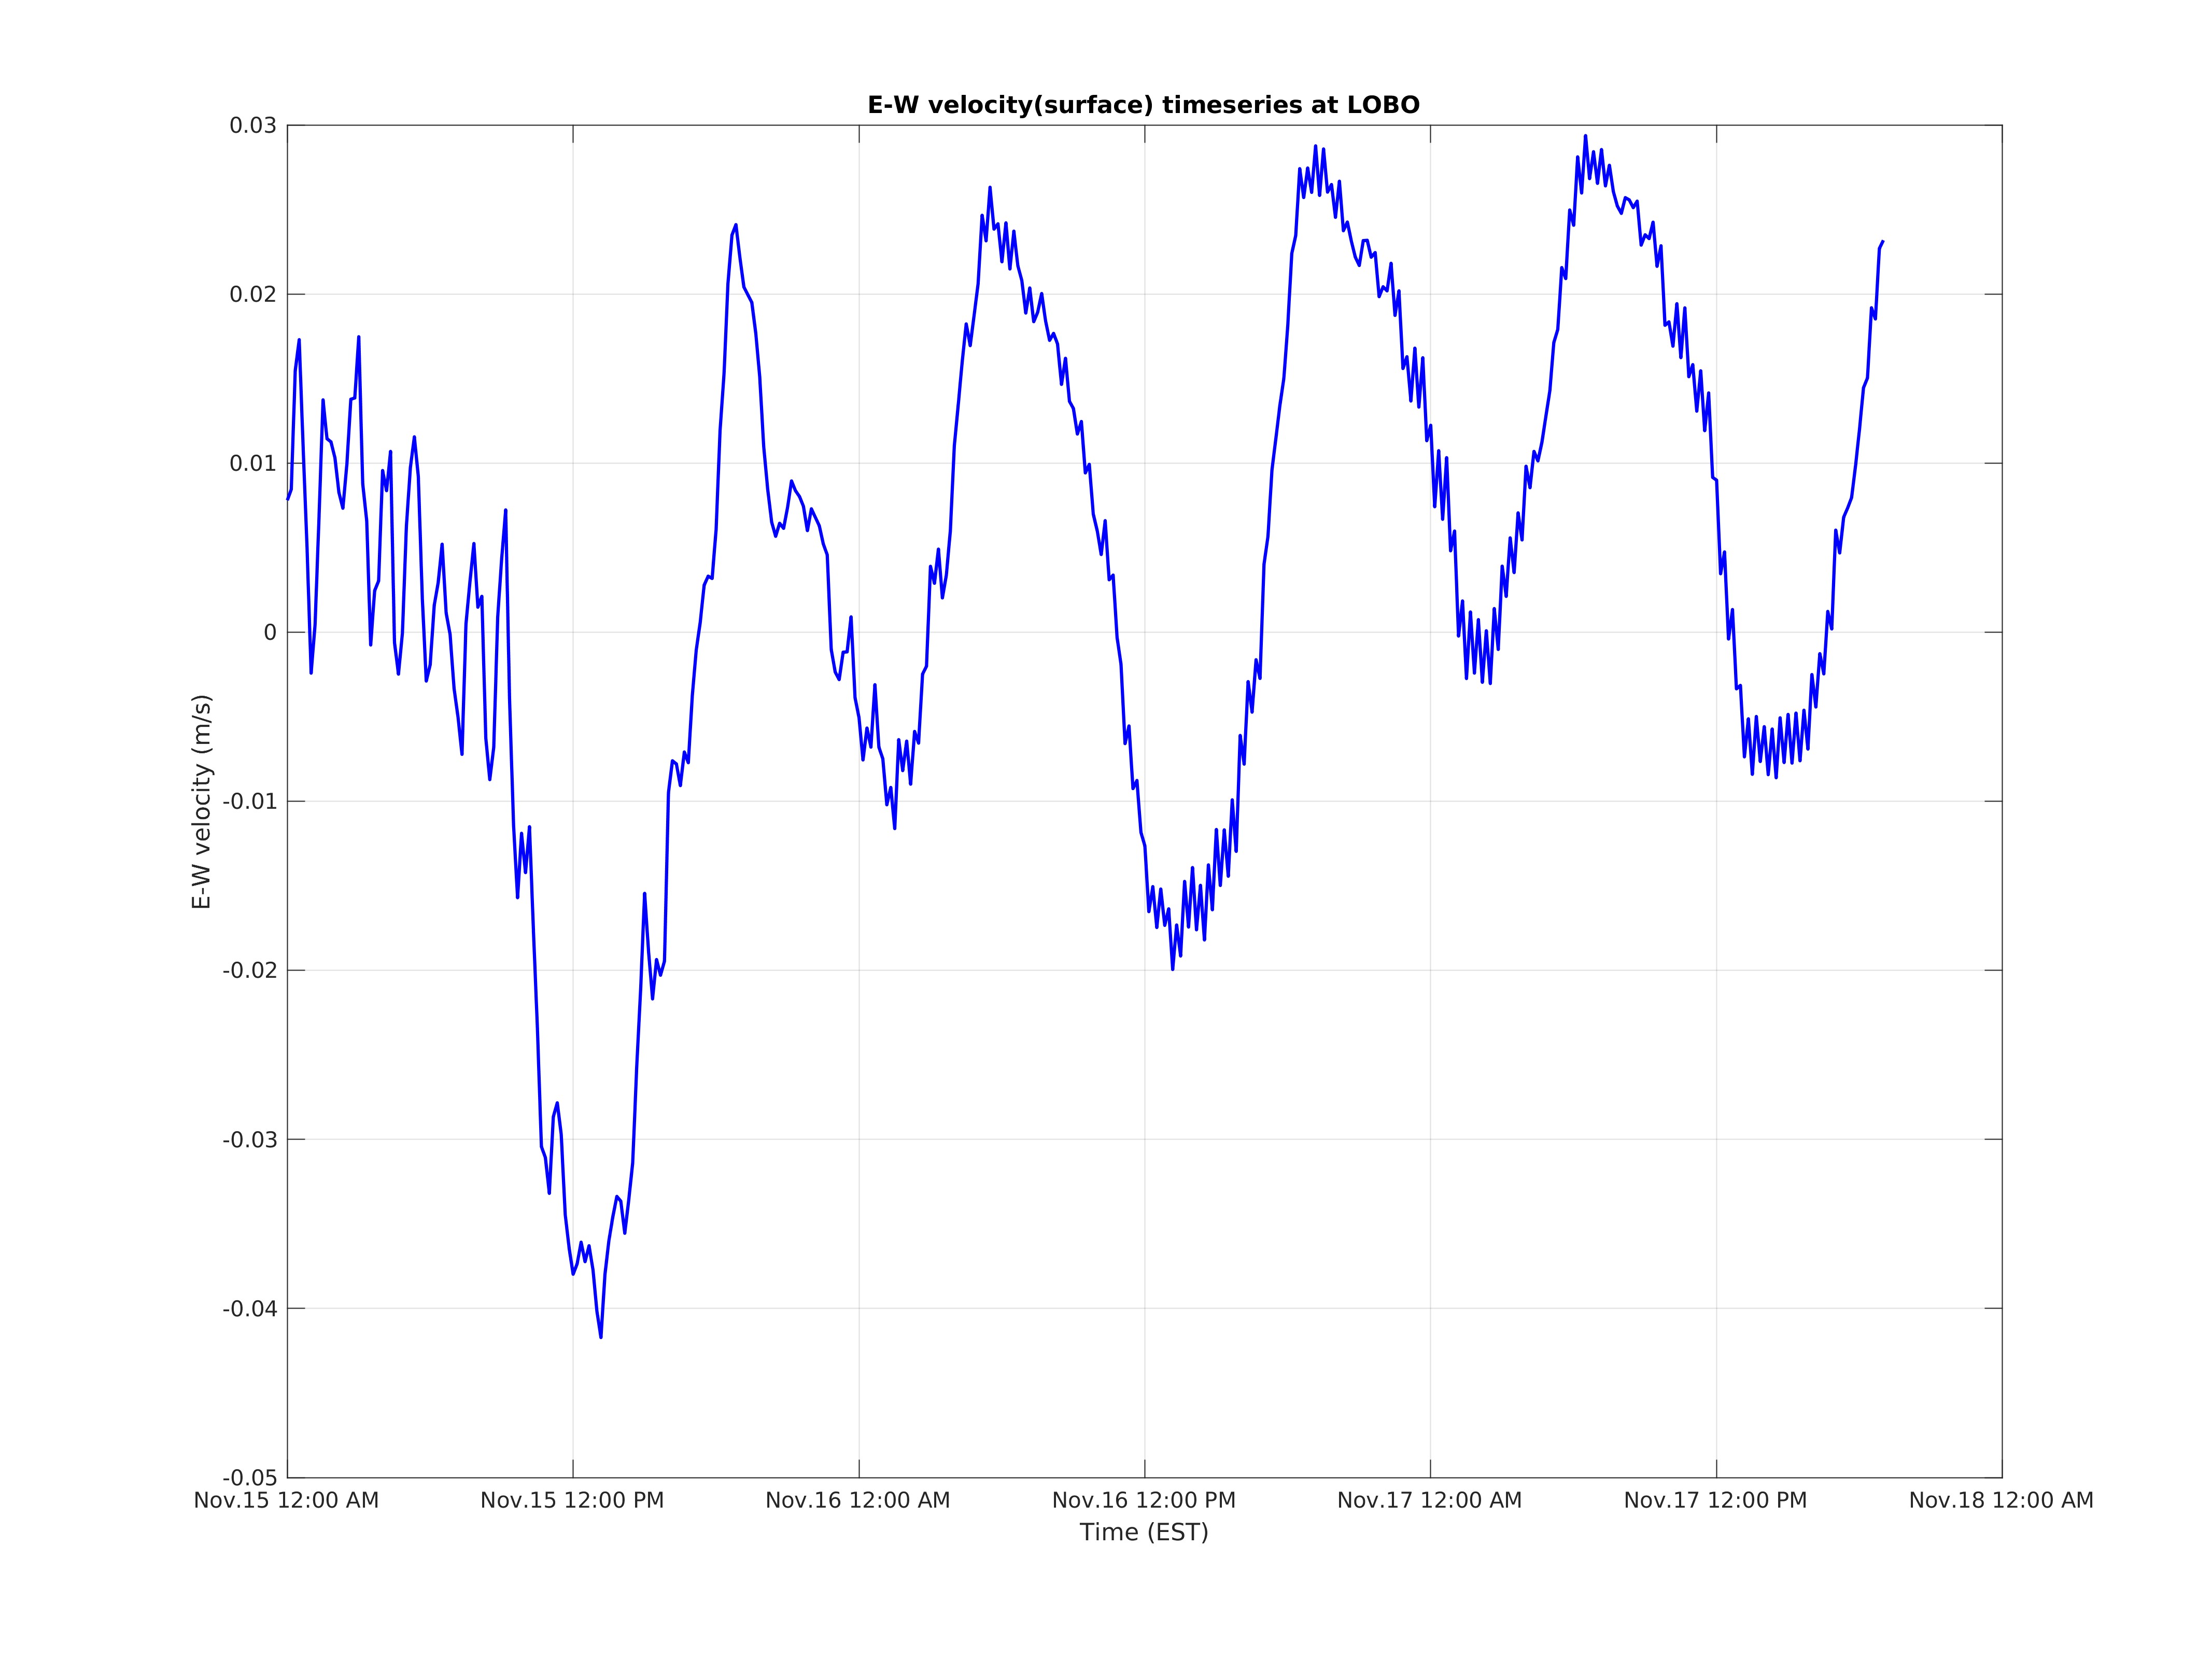 E-W velocity(surface) timeseries at LOBO
0.03
0.02
0.01
0
-0.01
-0.02
-0.03
-0.04
-0.05
E-W velocity (m/s)
Nov.15 12:00 AM
Nov.15 12:00 PM
Nov.16 12:00 AM
Nov.16 12:00 PM
Nov.17 12:00 AM
Nov.17 12:00 PM
Nov.18 12:00 AM
Time (EST)